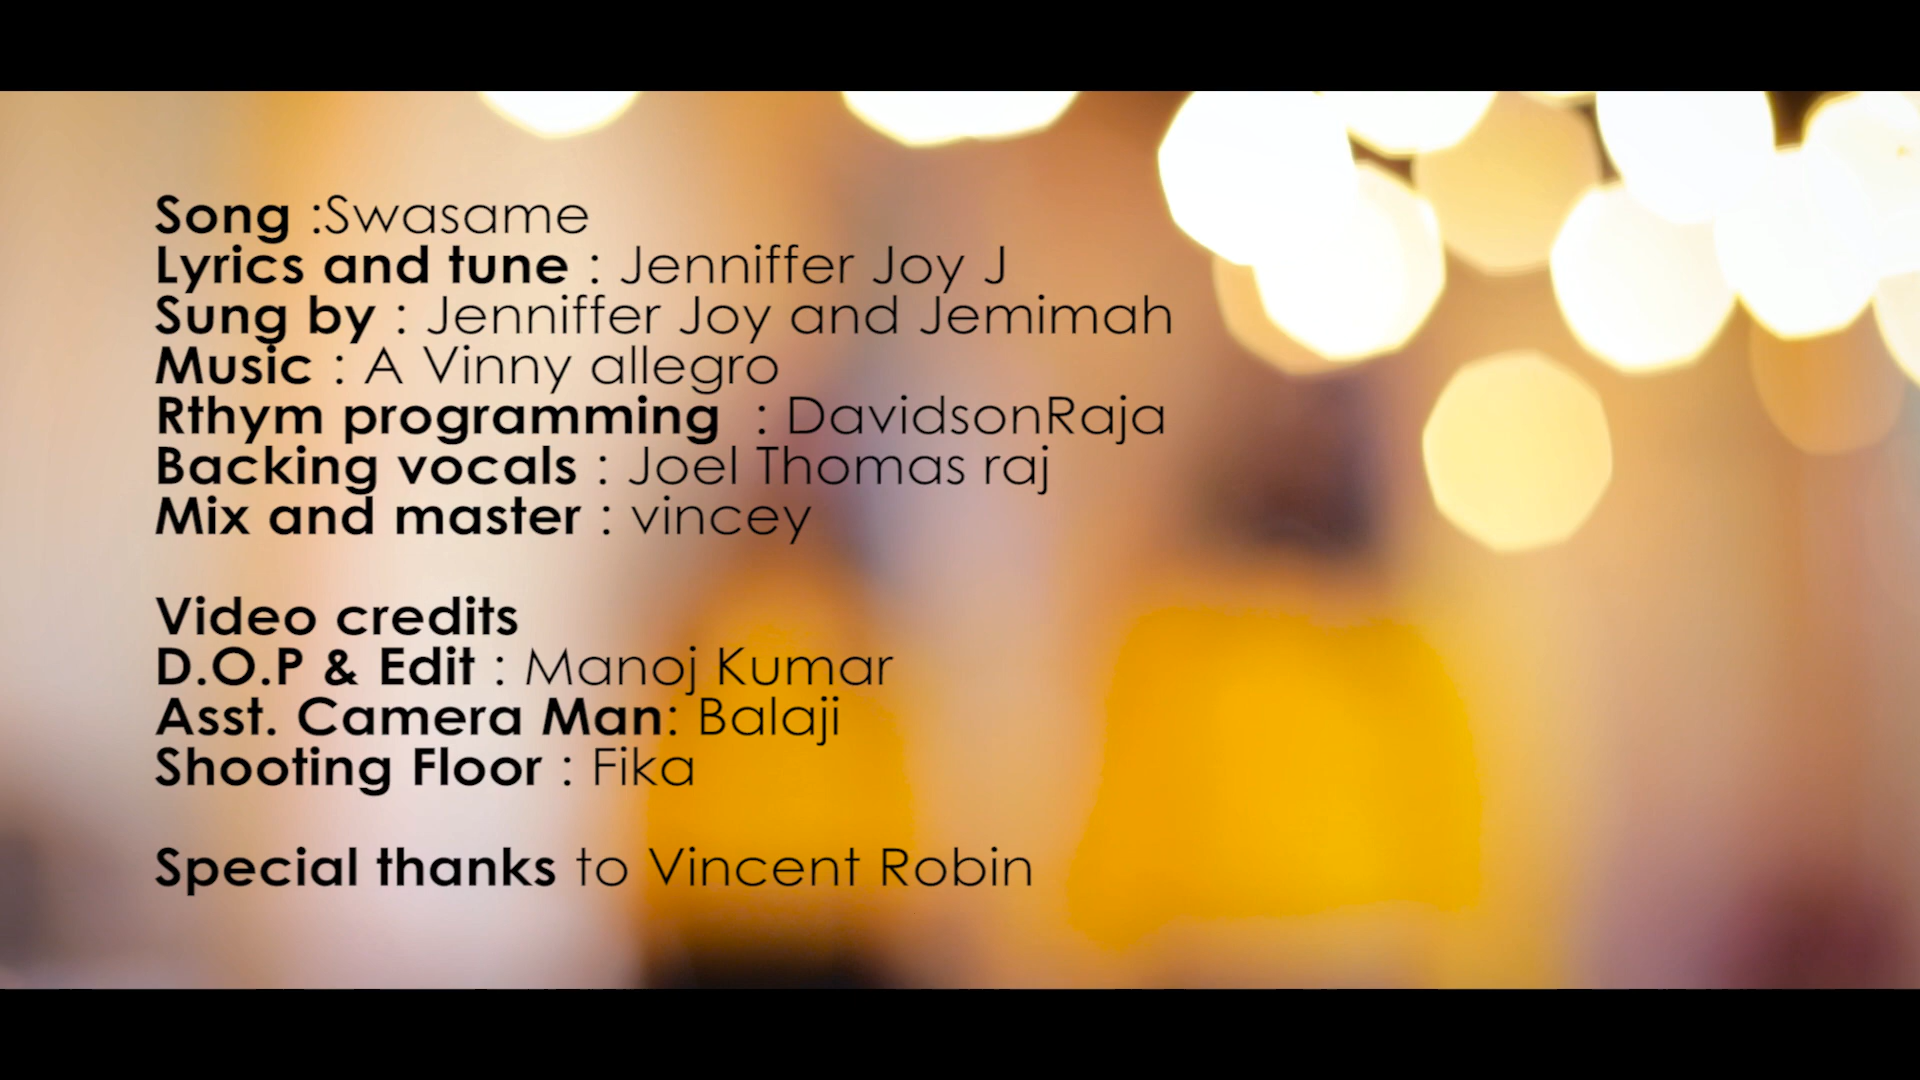 Song :Swasame
Lyrics and tune : Jenniffer Joy J
Sung by : Jenniffer Joy and Jemimah
Music : A Vinny allegro
Rthym programming  : DavidsonRaja
Backing vocals : Joel Thomas raj
Mix and master : vincey
Video credits
D.O.P & Edit : Manoj Kumar
Asst. Camera Man: Balaji
Shooting Floor : Fika
Special thanks to Vincent Robin